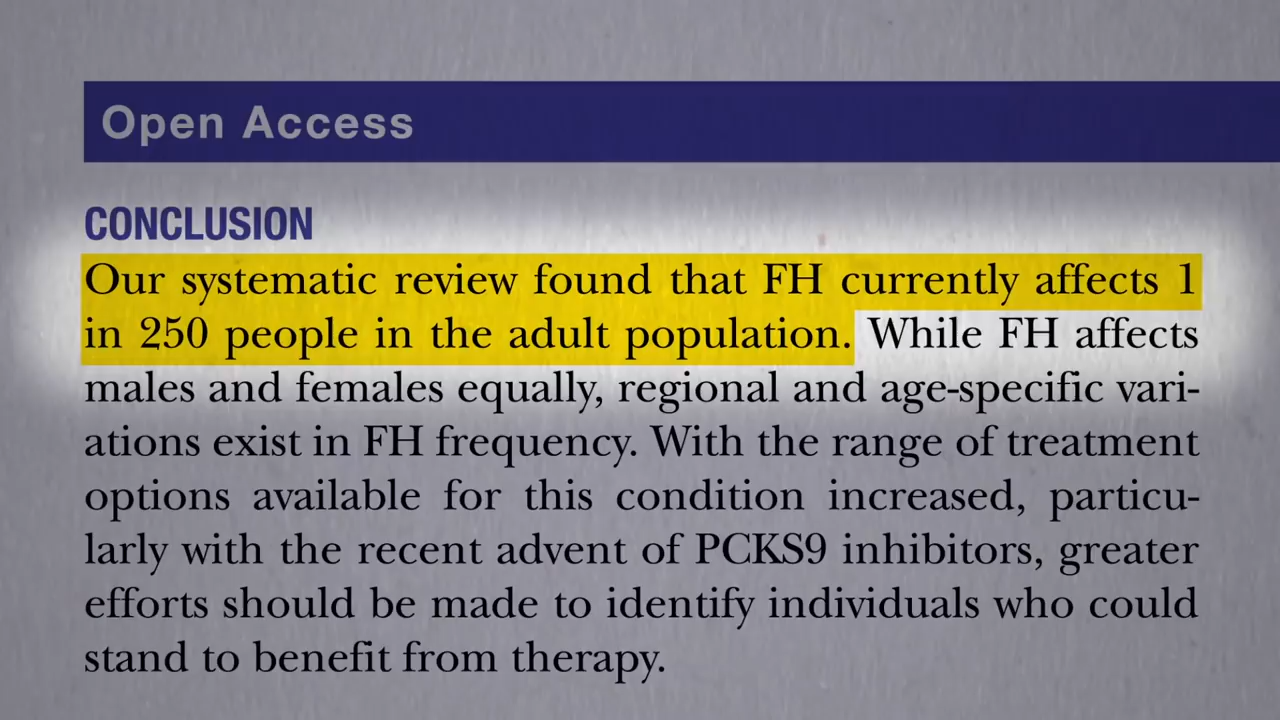 Open Access
CONCLUSION
Our systematic review found that FH currently affects 1
in 250 people in the adult population. While FH affects
males and females equally, regional and age-specific vari-
ations exist in FH frequency. With the range of treatment
options available for this condition increased, particu-
larly with the recent advent of PCKS9 inhibitors, greater
efforts should be made to identify individuals who could
stand to benefit from therapy.